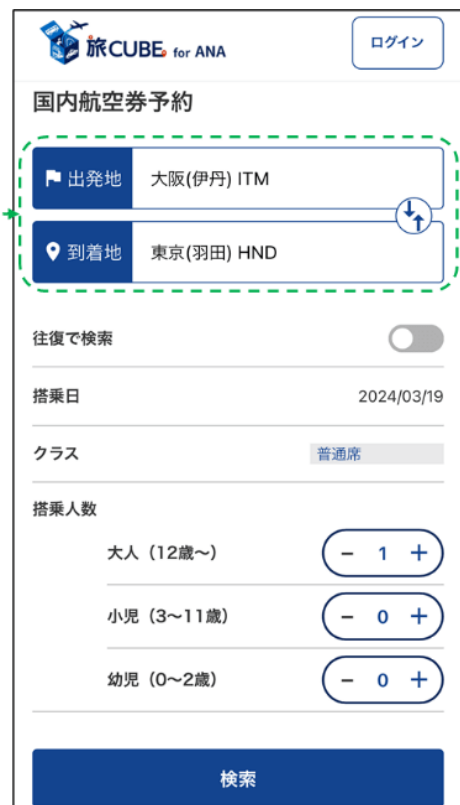 旅CUBE for ANA
ログイン
国内航空券予約
出発地 大阪(伊丹) ITM
到着地 東京(羽田) HND
往復で検索
搭乗日 2024/03/19
クラス 普通席
搭乗人数
大人（12歳〜） − 1 +
小児（3〜11歳） − 0 +
幼児（0〜2歳） − 0 +
検索